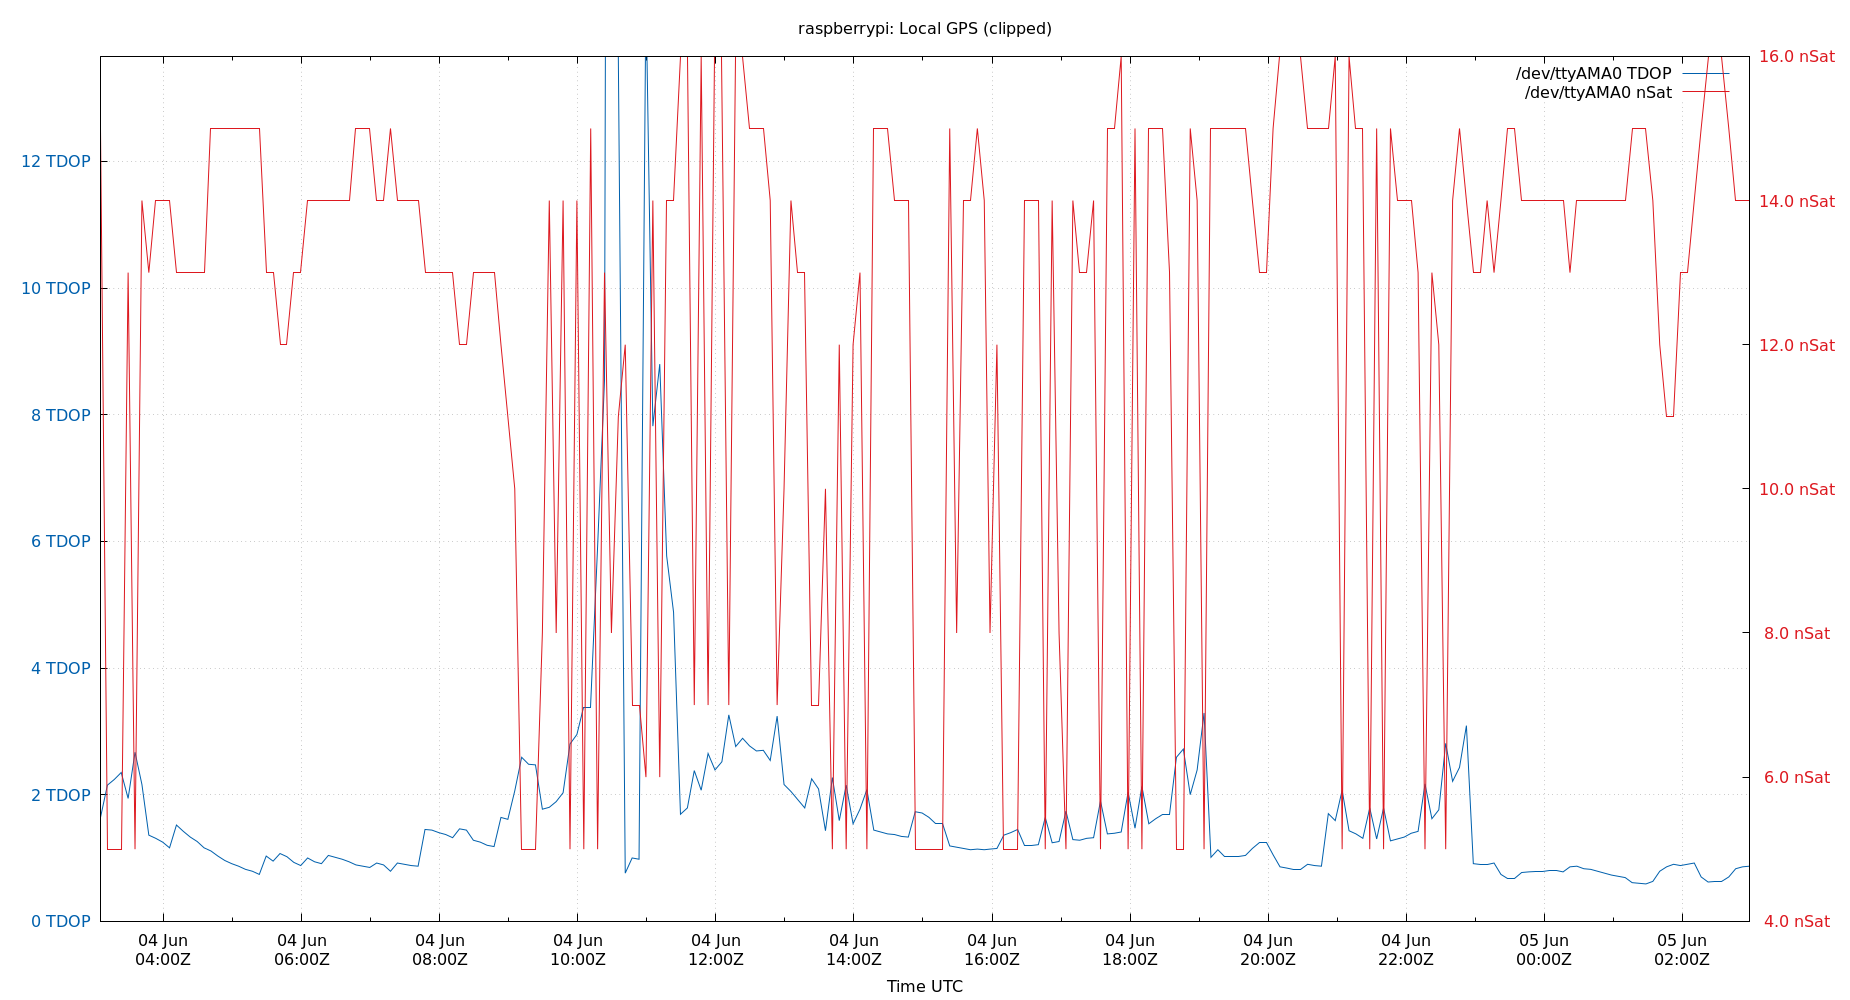 raspberrypi: Local GPS (clipped)
16.0 nSat
/dev/ttyAMA0 TDOP
/dev/ttyAMA0 nSat
12 TDOP
14.0 nSat
10 TDOP
12.0 nSat
8 TDOP
10.0 nSat
6 TDOP
8.0 nSat
4 TDOP
6.0 nSat
2 TDOP
0 TDOP
4.0 nSat
04 Jun 04 Jun 04 Jun 04 Jun 04 Jun 04 Jun 04 Jun 04 Jun 04 Jun 04 Jun 05 Jun 05 Jun
04:00Z 06:00Z 08:00Z 10:00Z 12:00Z 14:00Z 16:00Z 18:00Z 20:00Z 22:00Z 00:00Z 02:00Z
Time UTC